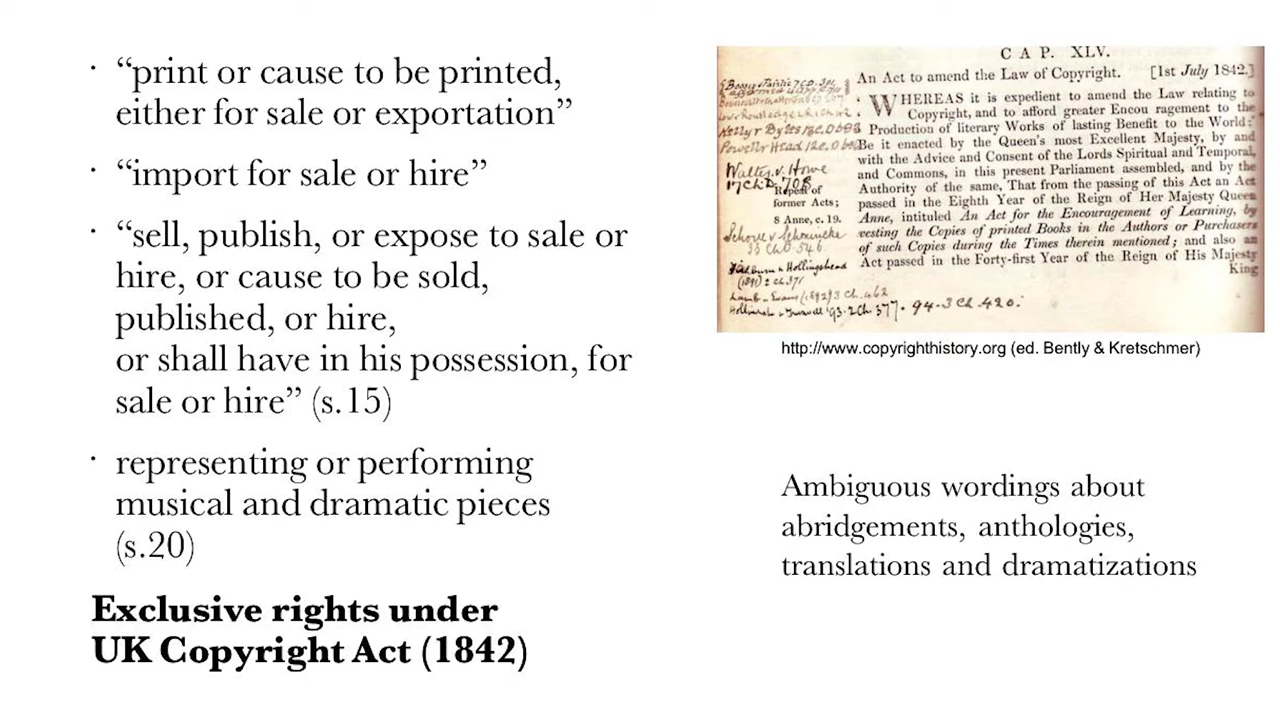 · “print or cause to be printed,
either for sale or exportation”
· “import for sale or hire”
· “sell, publish, or expose to sale or
hire, or cause to be sold,
published, or hire,
or shall have in his possession, for
sale or hire” (s.15)
· representing or performing
musical and dramatic pieces
(s.20)
Exclusive rights under
UK Copyright Act (1842)
CAP. XLV.
An Act to amend the Law of Copyright. [1st July 1842.]
WHEREAS it is expedient to amend the Law relating to
Copyright, and to afford greater Encou ragement to the
Production of literary Works of lasting Benefit to the World:
Be it enacted by the Queen's most Excellent Majesty, by and
with the Advice and Consent of the Lords Spiritual and Temporal,
and Commons, in this present Parliament assembled, and by the
Authority of the same, That from the passing of this Act an Act
passed in the Eighth Year of the Reign of Her Majesty Queen
Anne, intituled An Act for the Encouragement of Learning, by
vesting the Copies of printed Books in the Authors or Purchasers
of such Copies during the Times therein mentioned; and also an
Act passed in the Forty-first Year of the Reign of His Majesty
King
Walter v. Howe
17 Ch D. 708
Repeal of
former Acts;
8 Anne, c. 19.
http://www.copyrighthistory.org (ed. Bently & Kretschmer)
Ambiguous wordings about
abridgements, anthologies,
translations and dramatizations